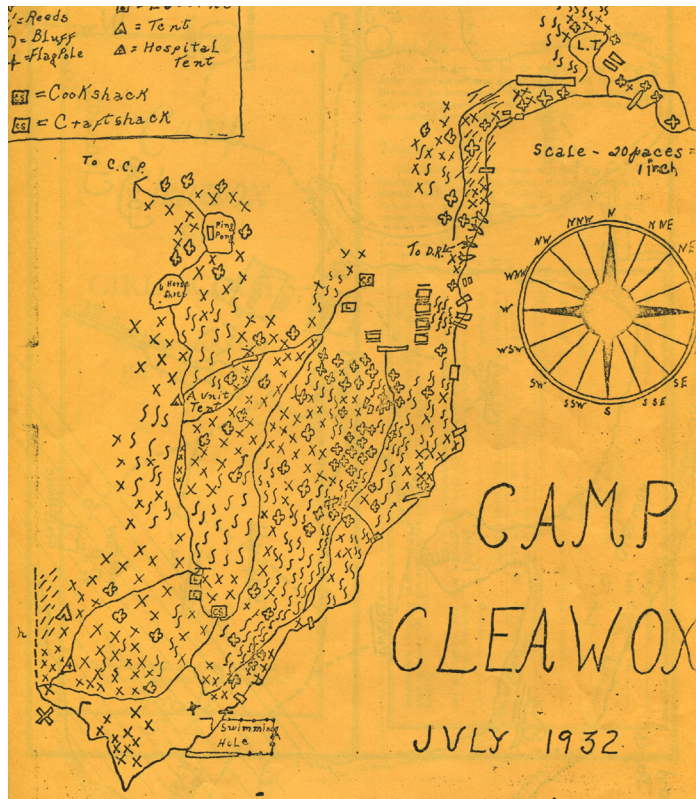 = Reeds
= Bluff
= FlagPole
= Tent
= Hospital
Tent
CS = Cookshack
CS = Craftshack
L.T.
Scale - 20 paces =
1 inch
To C.C.P.
Ping
Pong
Horse
Shoes
To D.R.
N
NNE
NE
SE
SSE
S
SSW
SW
WSW
W
WNW
NW
NNW
A unit
Tent
L
CS
CAMP
CLEAWOX
JULY 1932
Swimming
Hole